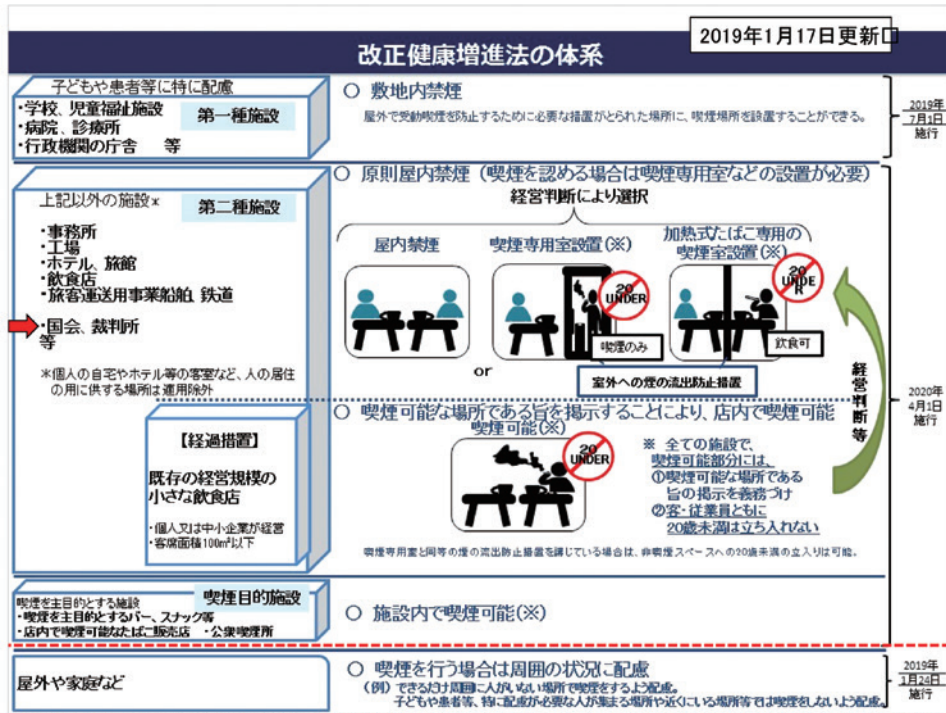 2019年1月17日更新□
改正健康増進法の体系
子どもや患者等に特に配慮
・学校、児童福祉施設
・病院、診療所
・行政機関の庁舎 等
第一種施設
○ 敷地内禁煙
屋外で受動喫煙を防止するために必要な措置がとられた場所に、喫煙場所を設置することができる。
2019年
7月1日
施行
上記以外の施設*
第二種施設
・事務所
・工場
・ホテル、旅館
・飲食店
・旅客運送用事業船舶、鉄道
・国会、裁判所
等
*個人の自宅やホテル等の客室など、人の居住
の用に供する場所は適用除外
○ 原則屋内禁煙（喫煙を認める場合は喫煙専用室などの設置が必要）
経営判断により選択
屋内禁煙
喫煙専用室設置(※)
加熱式たばこ専用の
喫煙室設置(※)
20
UNDER
20
UNDE
R
喫煙のみ
飲食可
or
室外への煙の流出防止措置
経営判断等
2020年
4月1日
施行
【経過措置】
既存の経営規模の
小さな飲食店
・個人又は中小企業が経営
・客席面積100㎡以下
○ 喫煙可能な場所である旨を掲示することにより、店内で喫煙可能
喫煙可能(※)
20
UNDER
※ 全ての施設で、
喫煙可能部分には、
①喫煙可能な場所である
旨の掲示を義務づけ
②客・従業員ともに
20歳未満は立ち入れない
喫煙専用室と同等の煙の流出防止措置を講じている場合は、非喫煙スペースへの20歳未満の立入りは可能。
喫煙を主目的とする施設
喫煙目的施設
・喫煙を主目的とするバー、スナック等
・店内で喫煙可能なたばこ販売店 ・公衆喫煙所
○ 施設内で喫煙可能(※)
屋外や家庭など
○ 喫煙を行う場合は周囲の状況に配慮
（例）できるだけ周囲に人がいない場所で喫煙をするよう配慮。
子どもや患者等、特に配慮が必要な人が集まる場所や近くにいる場所等では喫煙をしないよう配慮。
2019年
1月24日
施行